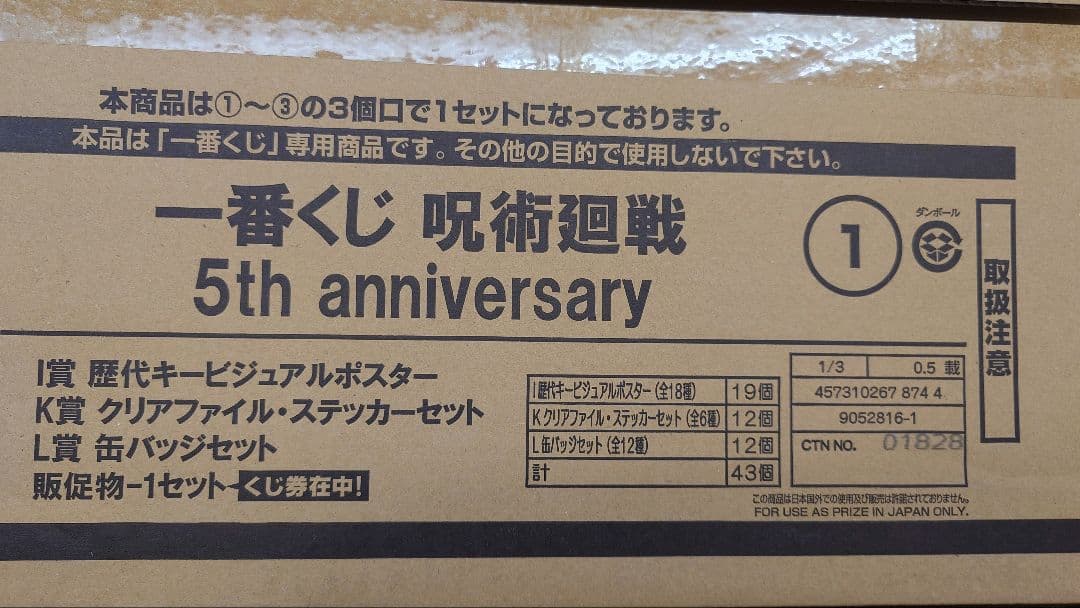 本商品は①～③の3個口で1セットになっております。
本品は「一番くじ」専用商品です。その他の目的で使用しないで下さい。
一番くじ 呪術廻戦
5th anniversary
1
ダンボール
取扱注意
I賞 歴代キービジュアルポスター
K賞 クリアファイル・ステッカーセット
L賞 缶バッジセット
販促物-1セット くじ券在中!
I 歴代キービジュアルポスター (全18種) 19個
K クリアファイル・ステッカーセット (全6種) 12個
L 缶バッジセット (全12種) 12個
計 43個
1/3 0.5 載
457310267 874 4
9052816-1
CTN NO. 01828
この商品は日本国外での使用及び販売は許諾されておりません。
FOR USE AS PRIZE IN JAPAN ONLY.